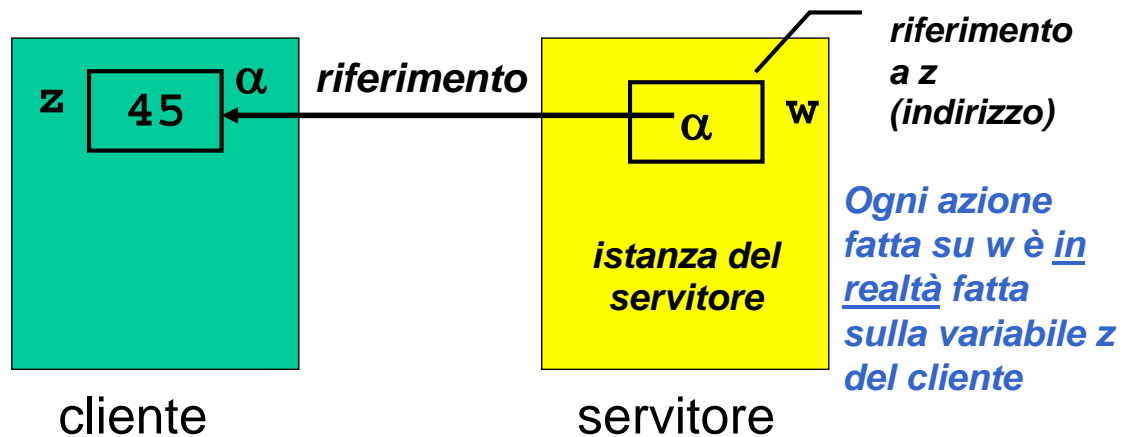 riferimento
a z
(indirizzo)
z 45 α
riferimento
α w
Ogni azione
fatta su w è in
realtà fatta
sulla variabile z
del cliente
istanza del
servitore
cliente
servitore